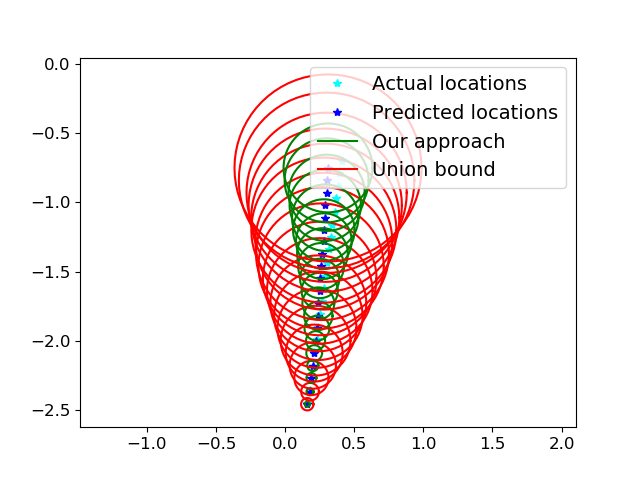 0.0
Actual locations
Predicted locations
Our approach
Union bound
−0.5
−1.0
−1.5
−2.0
−2.5
−1.0 −0.5 0.0 0.5 1.0 1.5 2.0